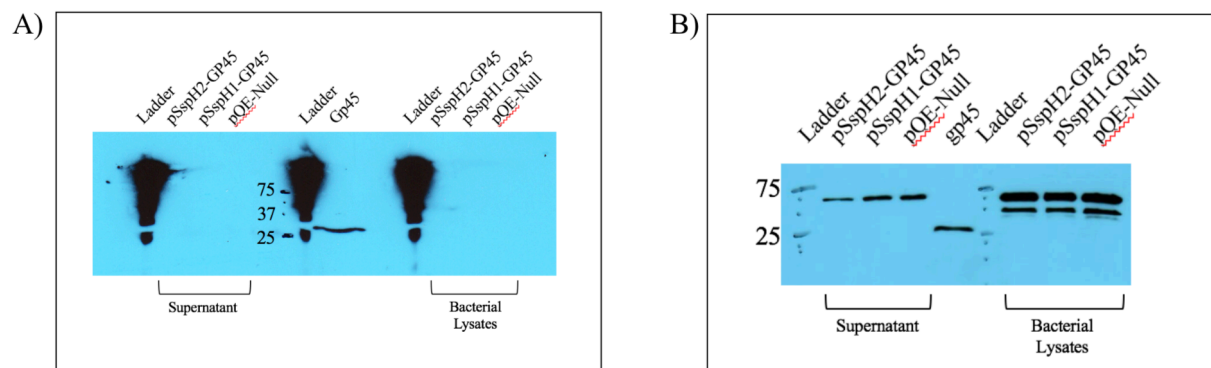 A)
Ladder
pSspH2-GP45
pSspH1-GP45
pQE-Null
Ladder
Gp45
Ladder
pSspH2-GP45
pSspH1-GP45
pQE-Null
75
37
25
Supernatant
Bacterial
Lysates
B)
Ladder
pSspH2-GP45
pSspH1-GP45
pQE-Null
gp45
Ladder
pSspH2-GP45
pSspH1-GP45
pQE-Null
75
25
Supernatant
Bacterial
Lysates